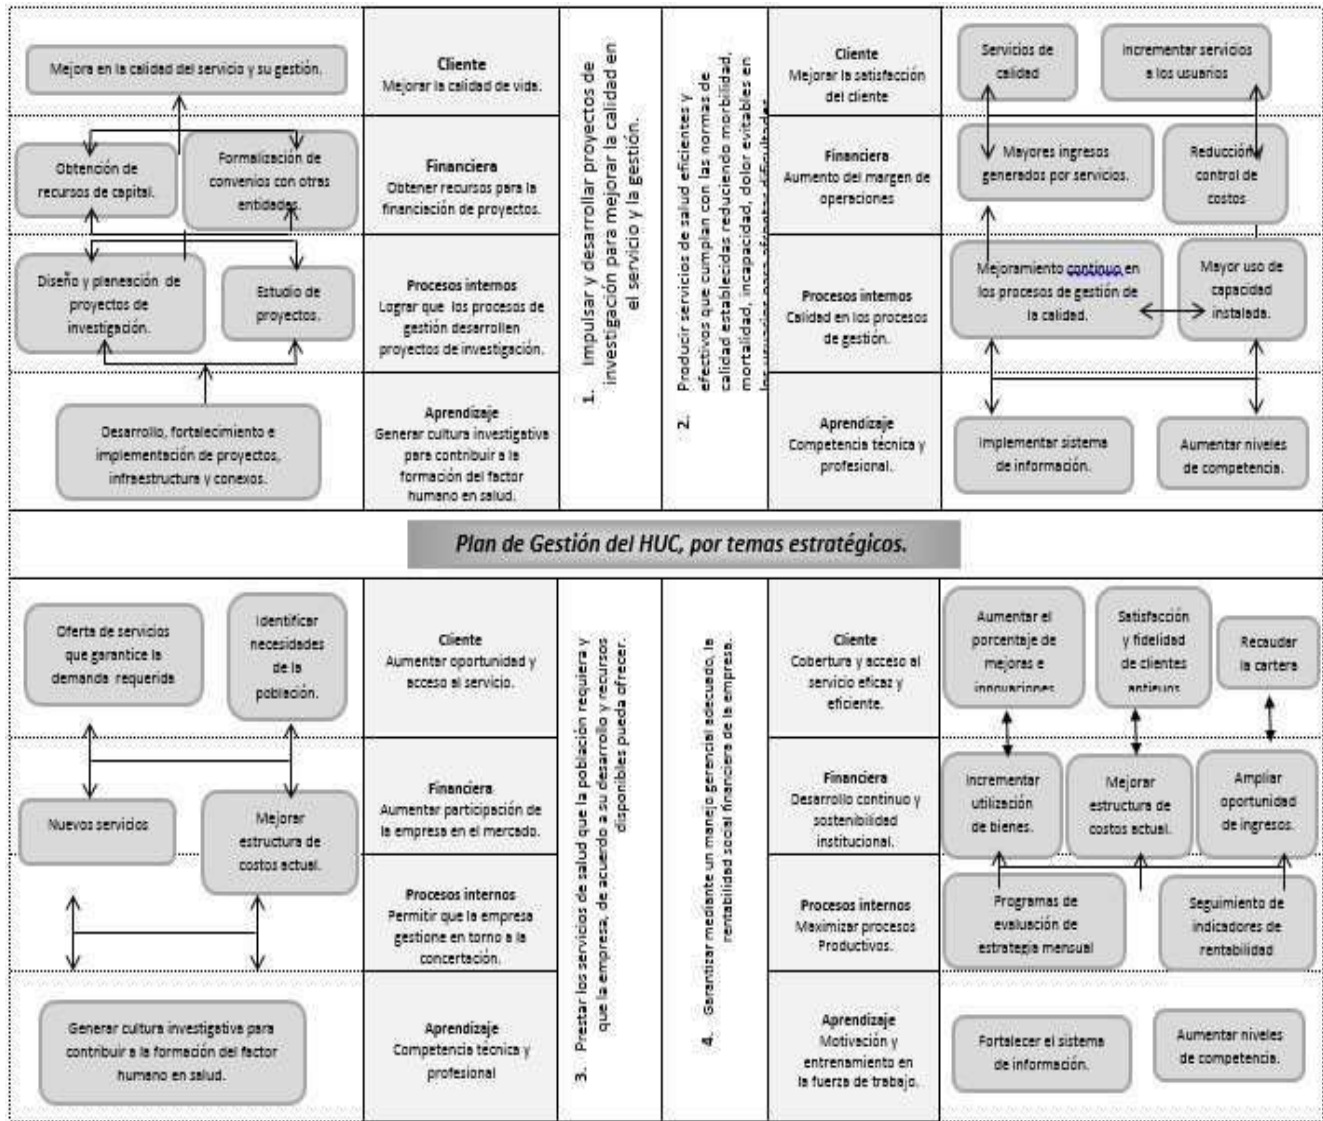 Mejora en la calidad del servicio y su gestión.
Obtención de
recursos de capital.
Formalización de
convenios con otras
entidades.
Diseño y planeación de
proyectos de
investigación.
Estudio de
proyectos.
Desarrollo, fortalecimiento e
implementación de proyectos,
infraestructura y conexos.
Cliente
Mejorar la calidad de vida.
Financiera
Obtener recursos para la
financiación de proyectos.
Procesos internos
Lograr que los procesos de
gestión desarrollen
proyectos de investigación.
Aprendizaje
Generar cultura investigativa
para contribuir a la
formación del factor
humano en salud.
1. Impulsar y desarrollar proyectos de
investigación para mejorar la calidad en
el servicio y la gestión.
2. Producir servicios de salud eficientes y
efectivos que cumplan con las normas de
calidad establecidas reduciendo morbilidad,
mortalidad, incapacidad, dolor evitables en
Cliente
Mejorar la satisfacción
del cliente
Financiera
Aumento del margen de
operaciones
Procesos internos
Calidad en los procesos
de gestión.
Aprendizaje
Competencia técnica y
profesional.
Servicios de
calidad
Incrementar servicios
a los usuarios
Mayores ingresos
generados por servicios.
Reducción
control de
costos
Mejoramiento continuo en
los procesos de gestión de
la calidad.
Mayor uso de
capacidad
instalada.
Implementar sistema
de información.
Aumentar niveles
de competencia.
Plan de Gestión del HUC, por temas estratégicos.
Oferta de servicios
que garantice la
demanda requerida
Identificar
necesidades
de la
población.
Nuevos servicios
Mejorar
estructura de
costos actual.
Generar cultura investigativa para
contribuir a la formación del factor
humano en salud.
Cliente
Aumentar oportunidad y
acceso al servicio.
Financiera
Aumentar participación de
la empresa en el mercado.
Procesos internos
Permitir que la empresa
gestione en torno a la
concertación.
Aprendizaje
Competencia técnica y
profesional
3. Prestar los servicios de salud que la población requiera y
que la empresa, de acuerdo a su desarrollo y recursos
disponibles pueda ofrecer.
4. Garantizar mediante un manejo gerencial adecuado, la
rentabilidad social financiera de la empresa.
Cliente
Cobertura y acceso al
servicio eficaz y
eficiente.
Financiera
Desarrollo continuo y
sostenibilidad
institucional.
Procesos internos
Maximizar procesos
Productivos.
Aprendizaje
Motivación y
entrenamiento en
la fuerza de trabajo.
Aumentar el
porcentaje de
mejoras e
innovaciones
Satisfacción
y fidelidad
de clientes
antiguos
Recaudar
la cartera
Incrementar
utilización
de bienes.
Mejorar
estructura de
costos actual.
Ampliar
oportunidad
de ingresos.
Programas de
evaluación de
estrategia mensual
Seguimiento de
indicadores de
rentabilidad
Fortalecer el sistema
de información.
Aumentar niveles
de competencia.